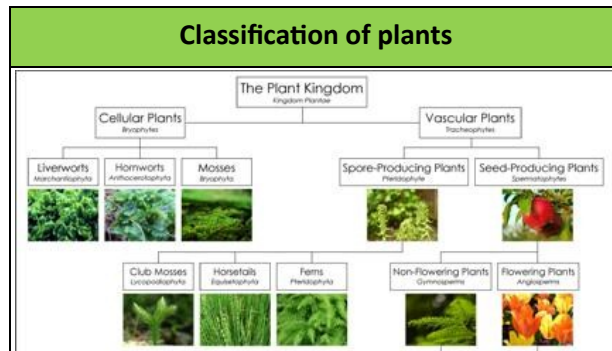 Classification of plants
The Plant Kingdom
Kingdom Plantae
Cellular Plants
Bryophytes
Vascular Plants
Tracheophytes
Liverworts
Marchantiophyta
Hornworts
Anthocerotophyta
Mosses
Bryophyta
Spore-Producing Plants
Pteridophyte
Seed-Producing Plants
Spermatophytes
Club Mosses
Lycopodiophyta
Horsetails
Equisetophyta
Ferns
Pteridophyta
Non-Flowering Plants
Gymnosperms
Flowering Plants
Angiosperms